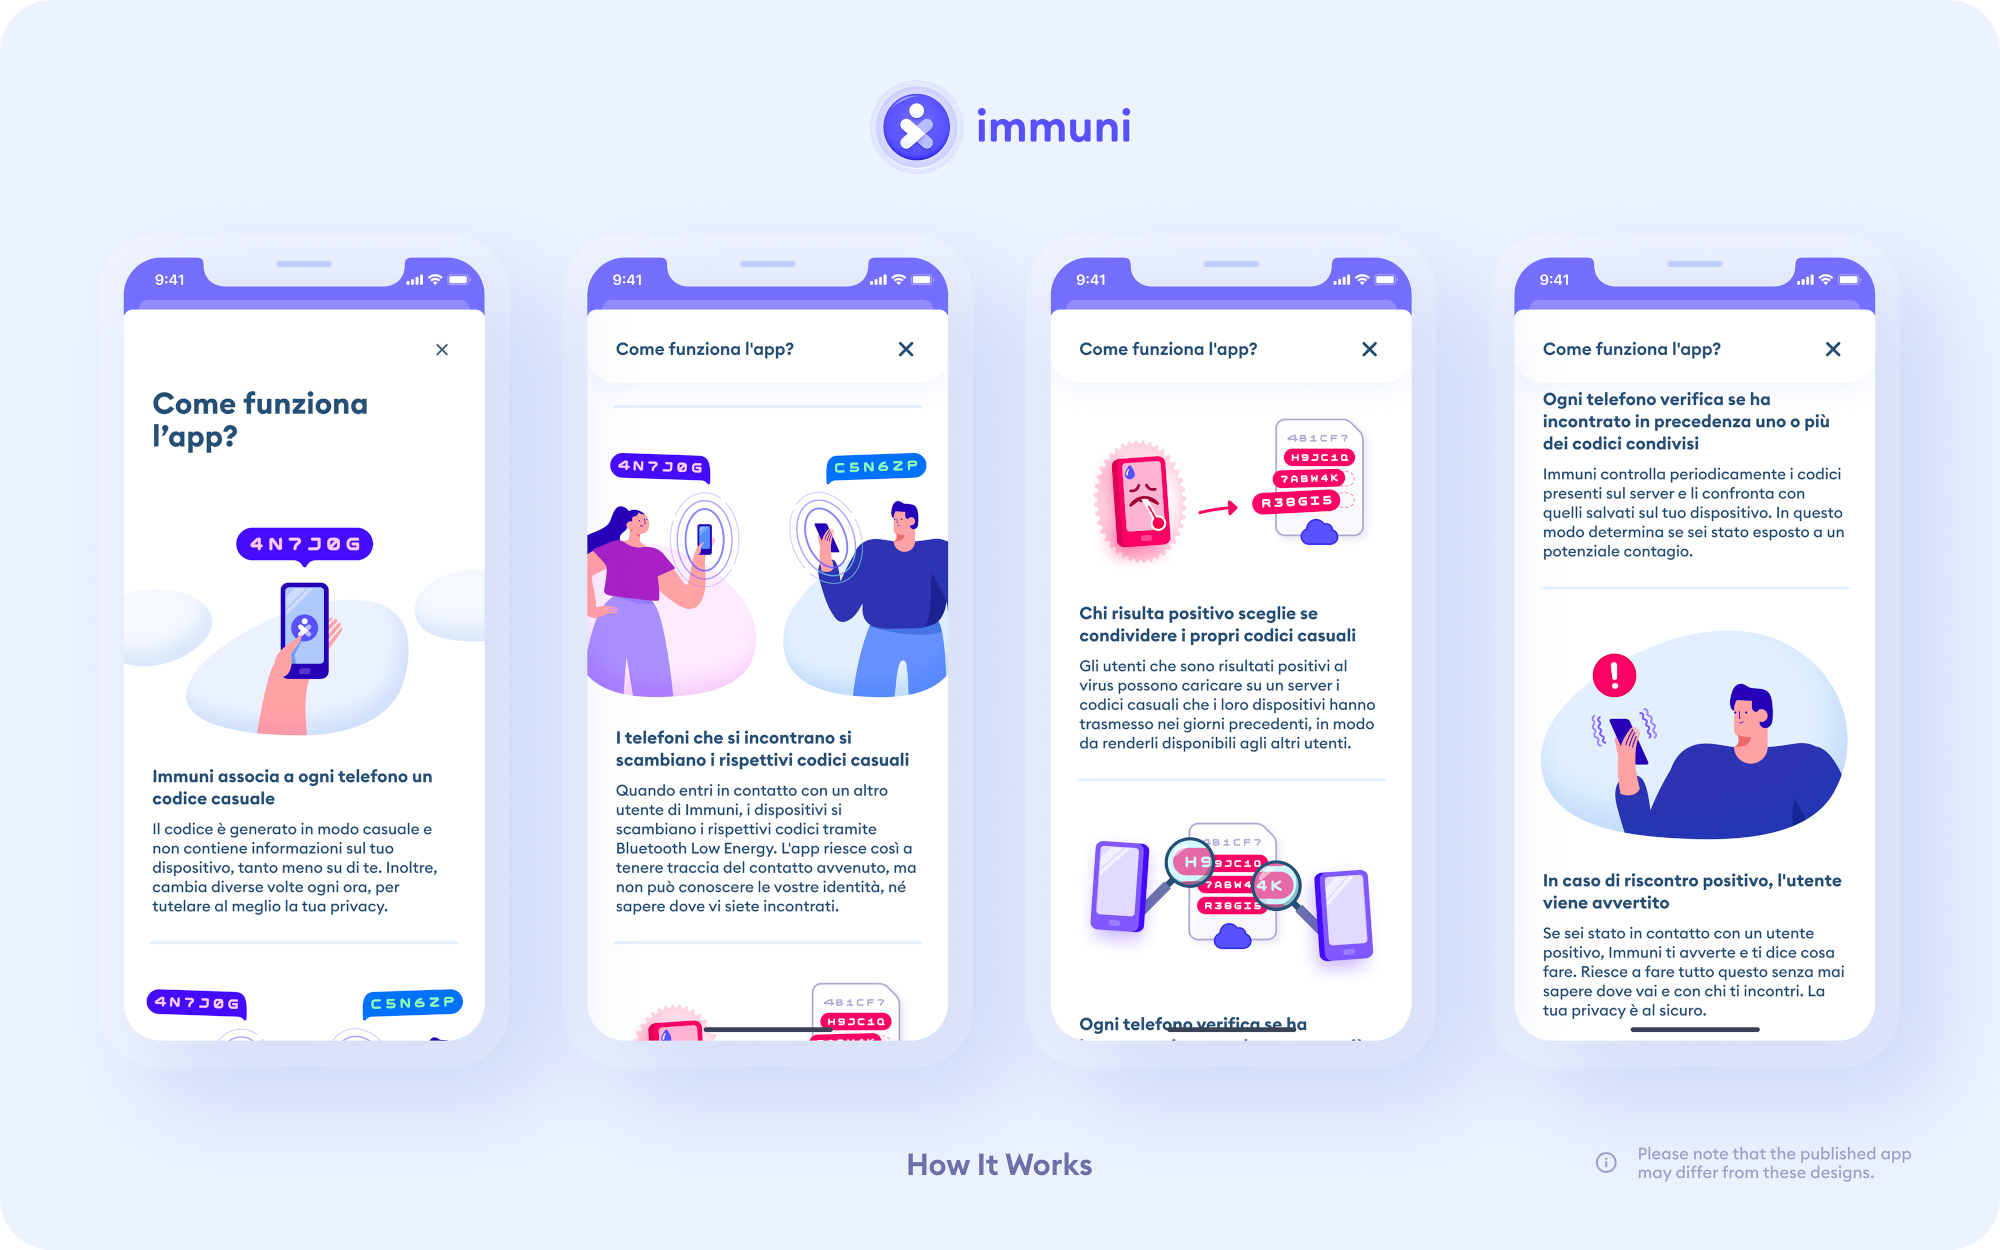 immuni
9:41
Come funziona
l’app?
4N7J0G
Immuni associa a ogni telefono un
codice casuale
Il codice è generato in modo casuale e
non contiene informazioni sul tuo
dispositivo, tanto meno su di te. Inoltre,
cambia diverse volte ogni ora, per
tutelare al meglio la tua privacy.
4N7J0G
C5N6ZP
9:41
Come funziona l'app?
4N7J0G
C5N6ZP
I telefoni che si incontrano si
scambiano i rispettivi codici casuali
Quando entri in contatto con un altro
utente di Immuni, i dispositivi si
scambiano i rispettivi codici tramite
Bluetooth Low Energy. L'app riesce così a
tenere traccia del contatto avvenuto, ma
non può conoscere le vostre identità, né
sapere dove vi siete incontrati.
4B1CF7
H9JC1Q
7ABW4K
9:41
Come funziona l'app?
4B1CF7
H9JC1Q
7ABW4K
R38GI5
Chi risulta positivo sceglie se
condividere i propri codici casuali
Gli utenti che sono risultati positivi al
virus possono caricare su un server i
codici casuali che i loro dispositivi hanno
trasmesso nei giorni precedenti, in modo
da renderli disponibili agli altri utenti.
4B1CF7
H99JC1Q
7ABW44K
R38GI5
Ogni telefono verifica se ha
9:41
Come funziona l'app?
Ogni telefono verifica se ha
incontrato in precedenza uno o più
dei codici condivisi
Immuni controlla periodicamente i codici
presenti sul server e li confronta con
quelli salvati sul tuo dispositivo. In questo
modo determina se sei stato esposto a un
potenziale contagio.
In caso di riscontro positivo, l'utente
viene avvertito
Se sei stato in contatto con un utente
positivo, Immuni ti avverte e ti dice cosa
fare. Riesce a fare tutto questo senza mai
sapere dove vai e con chi ti incontri. La
tua privacy è al sicuro.
How It Works
Please note that the published app
may differ from these designs.